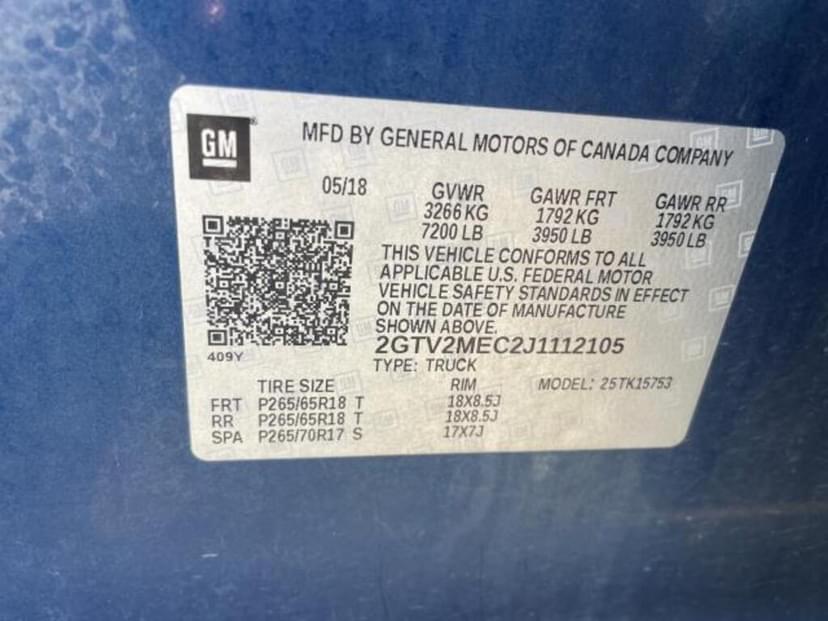 GM
MFD BY GENERAL MOTORS OF CANADA COMPANY
05/18 GVWR GAWR FRT GAWR RR
3266 KG 1792 KG 1792 KG
7200 LB 3950 LB 3950 LB
THIS VEHICLE CONFORMS TO ALL
APPLICABLE U.S. FEDERAL MOTOR
VEHICLE SAFETY STANDARDS IN EFFECT
ON THE DATE OF MANUFACTURE
SHOWN ABOVE.
409Y
2GTV2MEC2J1112105
TYPE: TRUCK
TIRE SIZE RIM MODEL: 25TK15753
FRT P265/65R18 T 18X8.5J
RR P265/65R18 T 18X8.5J
SPA P265/70R17 S 17X7J